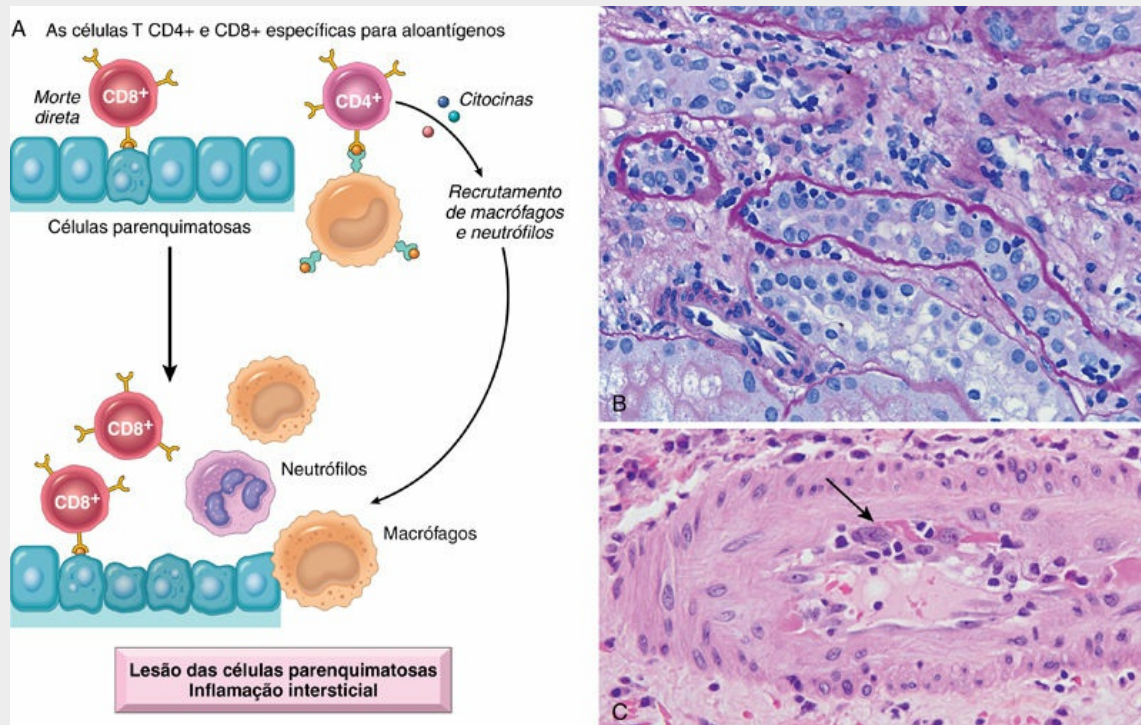 A
As células T CD4+ e CD8+ específicas para aloantígenos
CD8+
Morte
direta
Células parenquimatosas
CD4+
Citocinas
Recrutamento
de macrófagos
e neutrófilos
CD8+
CD8+
Neutrófilos
Macrófagos
Lesão das células parenquimatosas
Inflamação intersticial
B
C